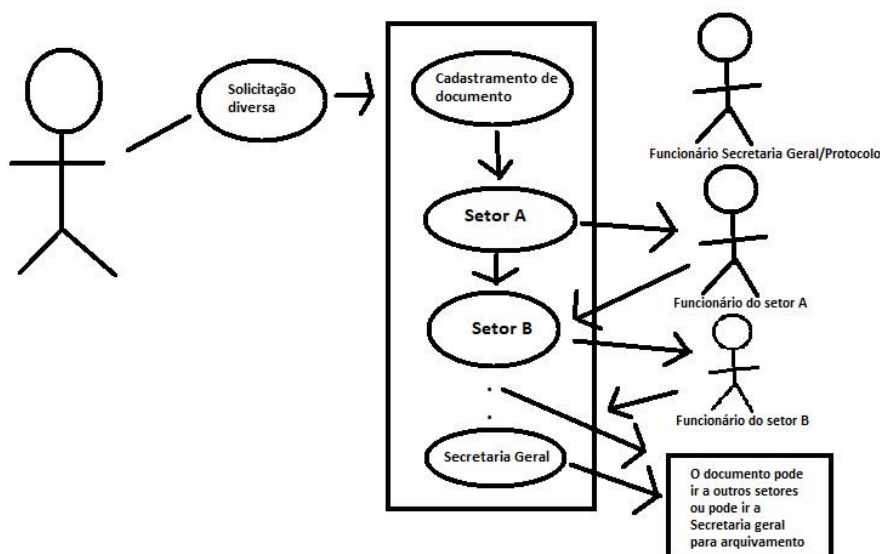 Solicitação
diversa
Cadastramento de
documento
Funcionário Secretaria Geral/Protocolo
Setor A
Funcionário do setor A
Setor B
Funcionário do setor B
Secretaria Geral
O documento pode
ir a outros setores
ou pode ir a
Secretaria geral
para arquivamento